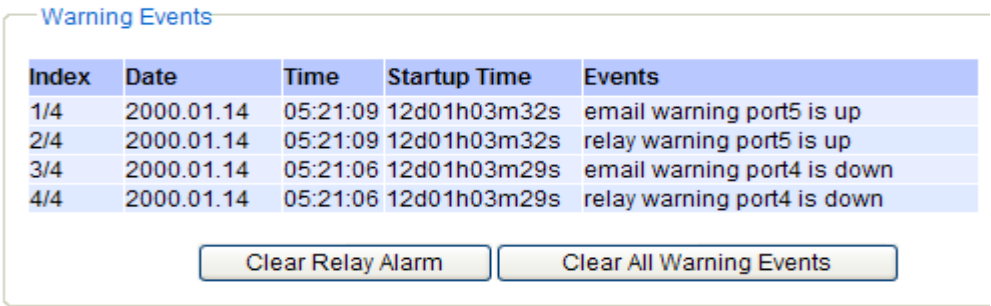 Warning Events
Index Date Time Startup Time Events
1/4 2000.01.14 05:21:09 12d01h03m32s email warning port5 is up
2/4 2000.01.14 05:21:09 12d01h03m32s relay warning port5 is up
3/4 2000.01.14 05:21:06 12d01h03m29s email warning port4 is down
4/4 2000.01.14 05:21:06 12d01h03m29s relay warning port4 is down
Clear Relay Alarm Clear All Warning Events